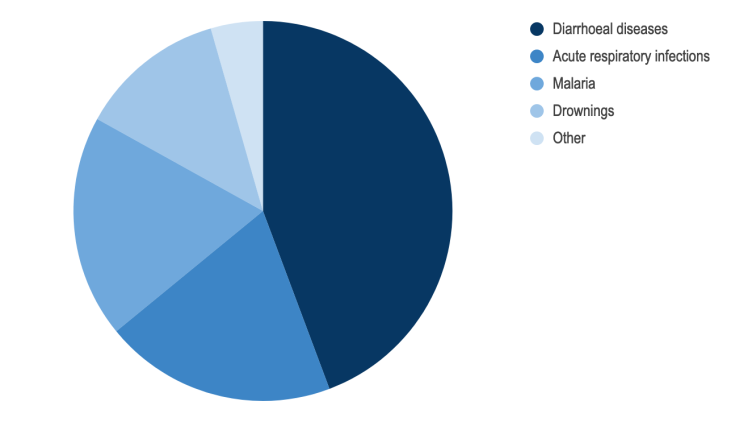 Diarrhoeal diseases
Acute respiratory infections
Malaria
Drownings
Other